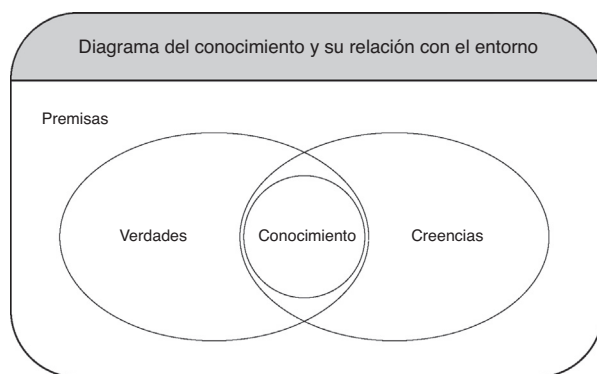 Diagrama del conocimiento y su relación con el entorno
Premisas
Verdades
Conocimiento
Creencias